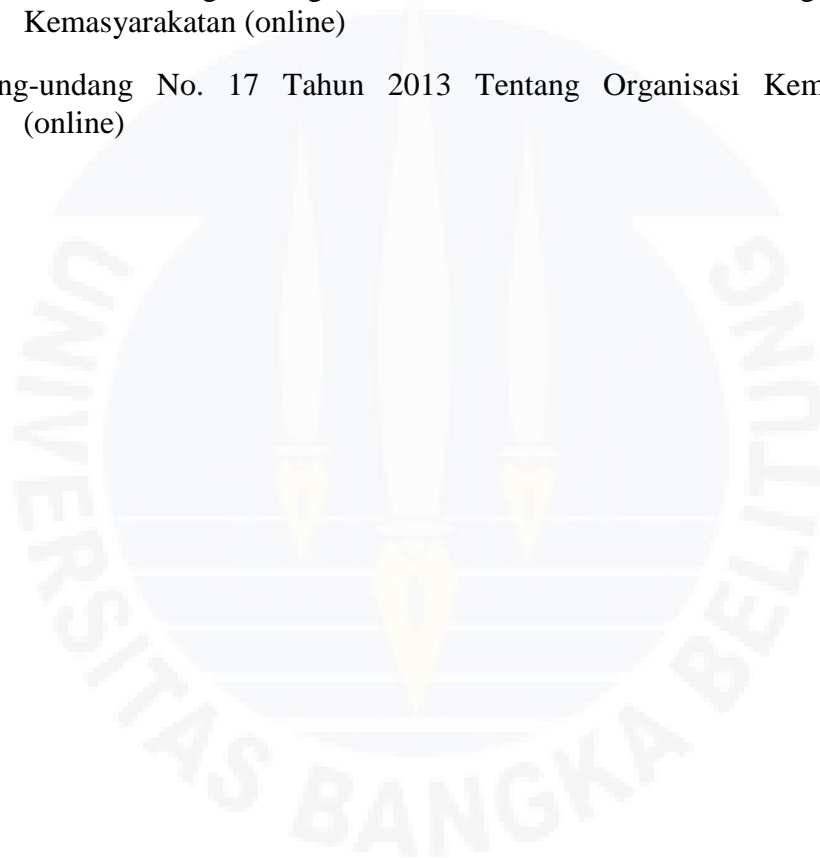 Kemasyarakatan (online)
ng-undang No. 17 Tahun 2013 Tentang Organisasi Kem
(online)
UNIVERSITAS BANGKA BELITUNG